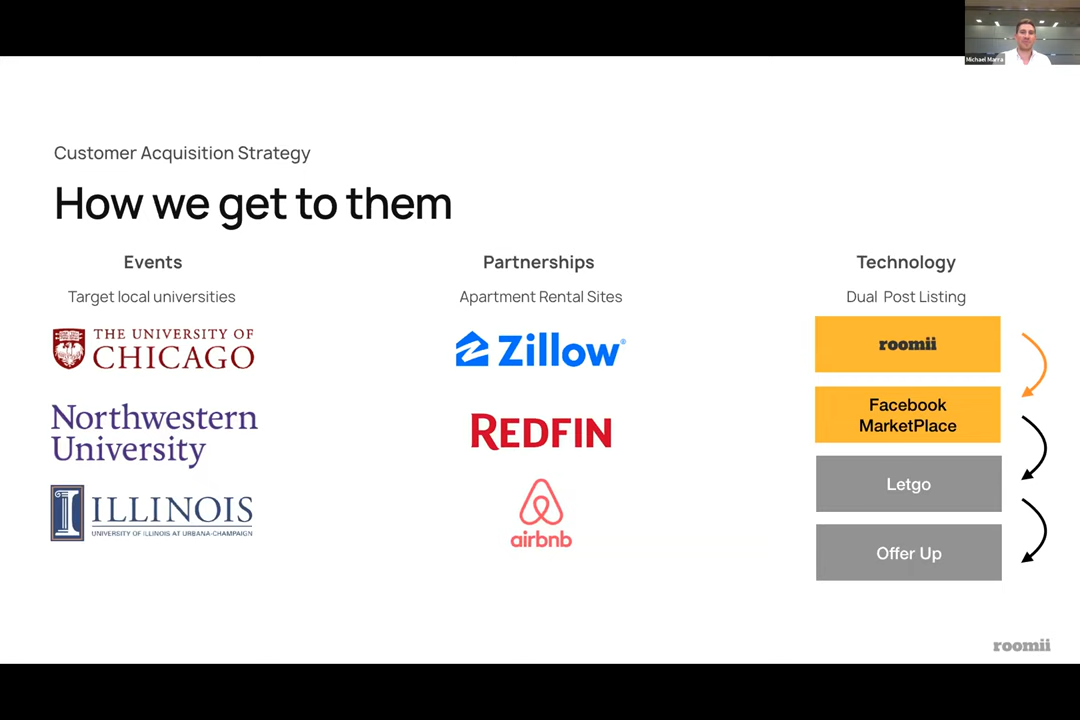 Michael Marra
Customer Acquisition Strategy
How we get to them
Events
Target local universities
THE UNIVERSITY OF
CHICAGO
Northwestern
University
ILLINOIS
UNIVERSITY OF ILLINOIS AT URBANA-CHAMPAIGN
Partnerships
Apartment Rental Sites
Zillow®
REDFIN
airbnb
Technology
Dual Post Listing
roomii
Facebook
MarketPlace
Letgo
Offer Up
roomii